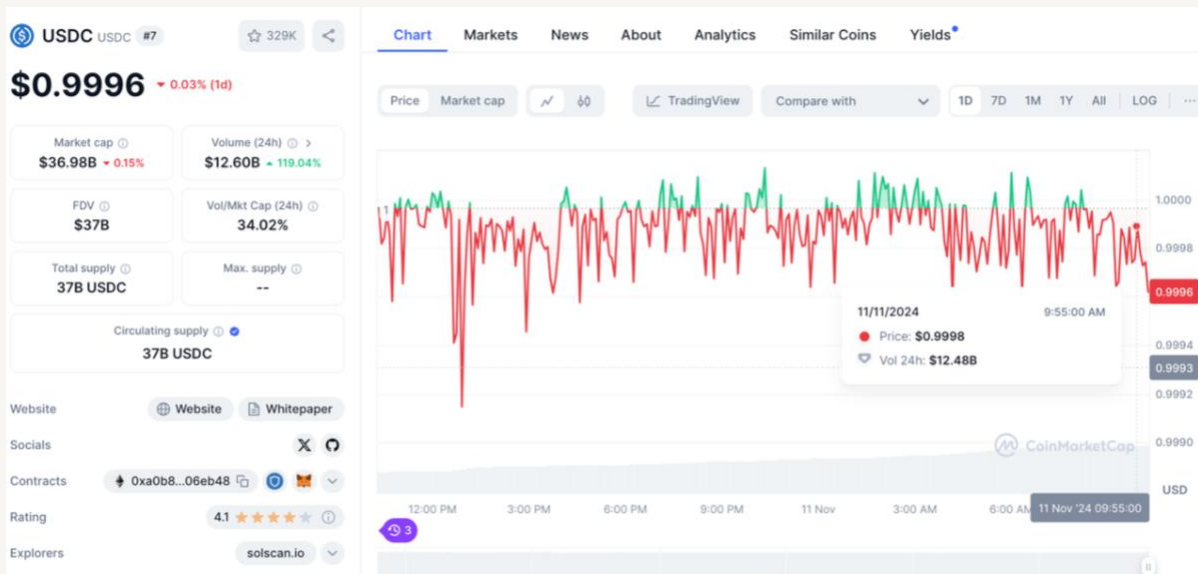 USDC USDC #7 329K
$0.9996 0.03% (1d)
Market cap
$36.98B 0.15%
Volume (24h)
$12.60B 119.04%
FDV
$37B
Vol/Mkt Cap (24h)
34.02%
Total supply
37B USDC
Max. supply
--
Circulating supply
37B USDC
Website Website Whitepaper
Socials
Contracts 0xa0b8...06eb48
Rating 4.1
Explorers solscan.io
Chart Markets News About Analytics Similar Coins Yields
Price Market cap TradingView Compare with 1D 7D 1M 1Y All LOG ...
1
1.0000
0.9998
0.9996
0.9994
0.9993
0.9992
0.9990
USD
11/11/2024 9:55:00 AM
Price: $0.9998
Vol 24h: $12.48B
CoinMarketCap
12:00 PM 3:00 PM 6:00 PM 9:00 PM 11 Nov 3:00 AM 6:00 AM 11 Nov '24 09:55:00
3